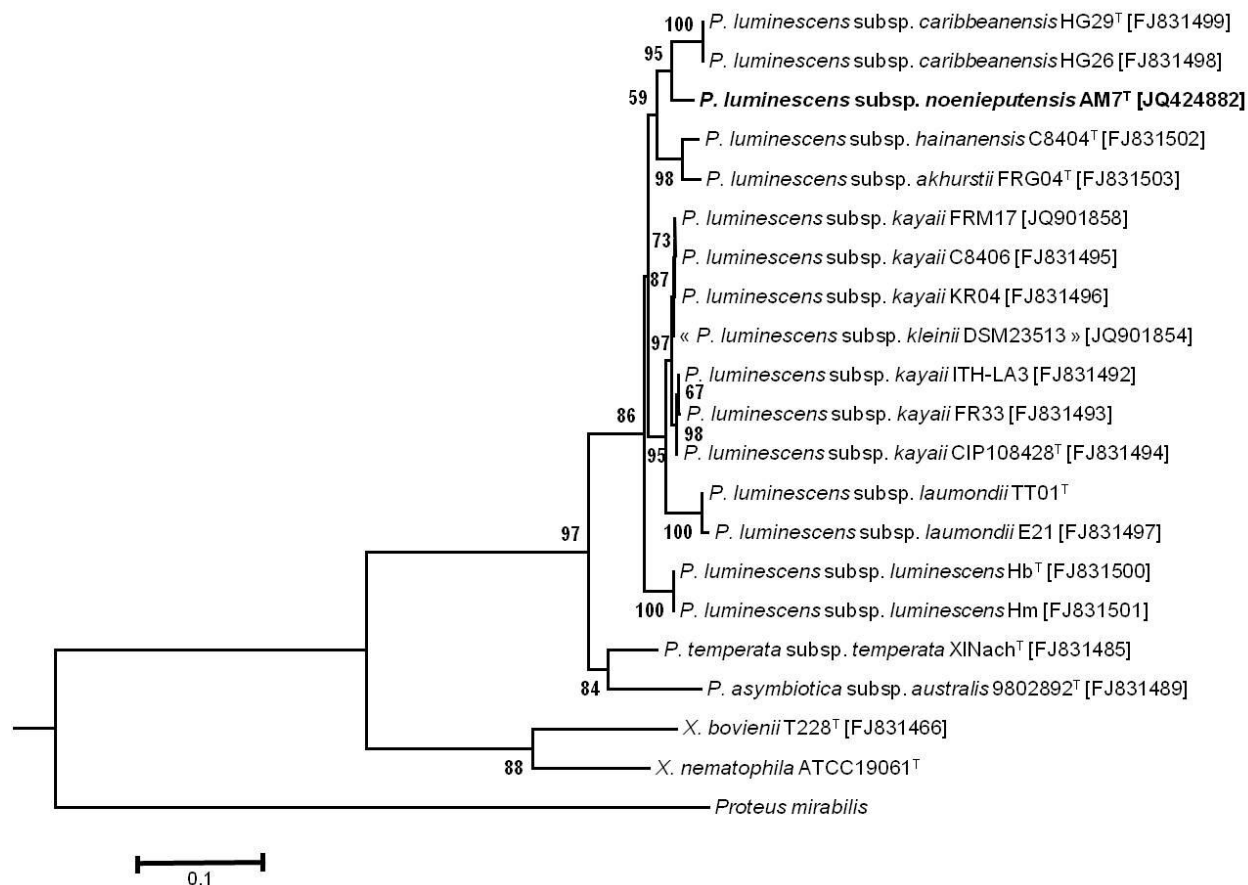 100
P. luminescens subsp. caribbeanensis HG29ᵀ [FJ831499]
95
P. luminescens subsp. caribbeanensis HG26 [FJ831498]
59
P. luminescens subsp. noenieputensis AM7ᵀ [JQ424882]
P. luminescens subsp. hainanensis C8404ᵀ [FJ831502]
98
P. luminescens subsp. akhurstii FRG04ᵀ [FJ831503]
P. luminescens subsp. kayaii FRM17 [JQ901858]
73
P. luminescens subsp. kayaii C8406 [FJ831495]
87
P. luminescens subsp. kayaii KR04 [FJ831496]
97
« P. luminescens subsp. kleinii DSM23513 » [JQ901854]
P. luminescens subsp. kayaii ITH-LA3 [FJ831492]
67
86
P. luminescens subsp. kayaii FR33 [FJ831493]
98
95
P. luminescens subsp. kayaii CIP108428ᵀ [FJ831494]
P. luminescens subsp. laumondii TT01ᵀ
97
100
P. luminescens subsp. laumondii E21 [FJ831497]
P. luminescens subsp. luminescens Hbᵀ [FJ831500]
100
P. luminescens subsp. luminescens Hm [FJ831501]
P. temperata subsp. temperata XlNachᵀ [FJ831485]
84
P. asymbiotica subsp. australis 9802892ᵀ [FJ831489]
X. bovienii T228ᵀ [FJ831466]
88
X. nematophila ATCC19061ᵀ
Proteus mirabilis
0.1